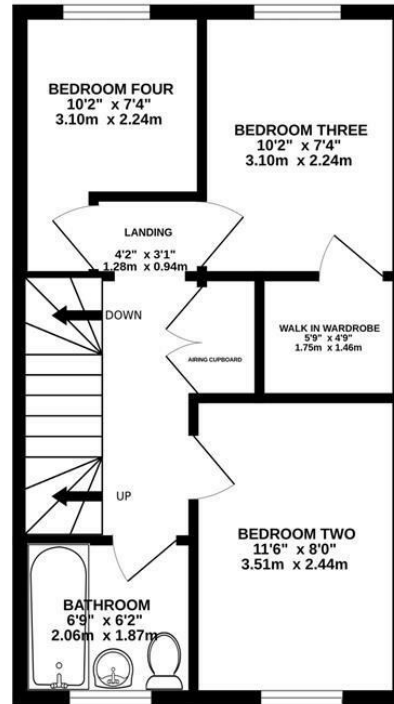 BEDROOM FOUR
10'2" x 7'4"
3.10m x 2.24m
BEDROOM THREE
10'2" x 7'4"
3.10m x 2.24m
LANDING
4'2" x 3'1"
1.28m x 0.94m
DOWN
WALK IN WARDROBE
5'9" x 4'9"
1.75m x 1.46m
AIRING CUPBOARD
UP
BEDROOM TWO
11'6" x 8'0"
3.51m x 2.44m
BATHROOM
6'9" x 6'2"
2.06m x 1.87m